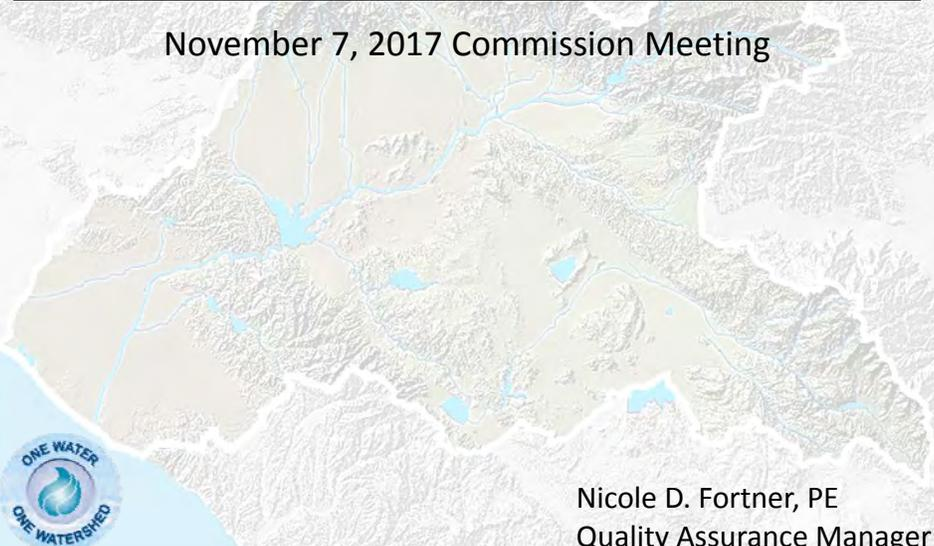 November 7, 2017 Commission Meeting
ONE WATER
ONE WATERSHED
Nicole D. Fortner, PE
Quality Assurance Manager